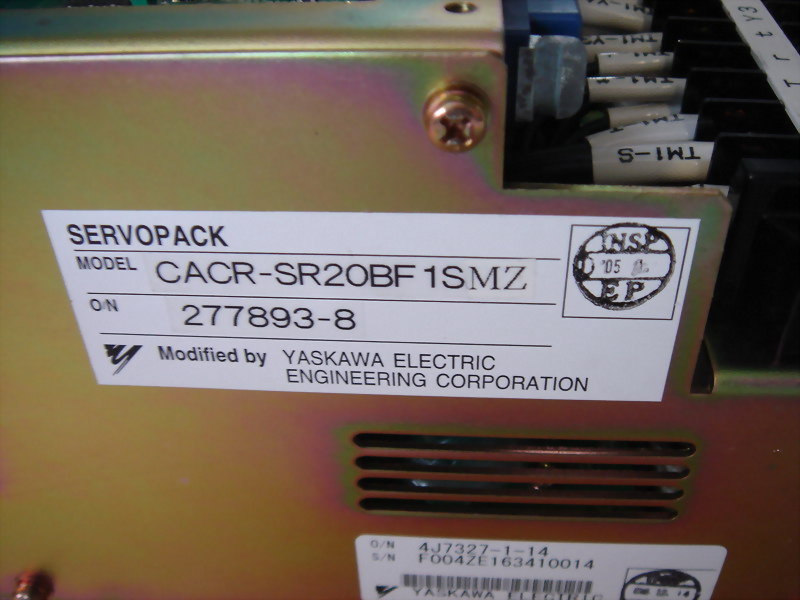 TM1-S
SERVOPACK
MODEL CACR-SR20BF1SMZ
O/N 277893-8
Modified by YASKAWA ELECTRIC
ENGINEERING CORPORATION
INSP
'05
EP
O/N 4J7327-1-14
S/N F004ZE163410014
YASKAWA ELECTRIC